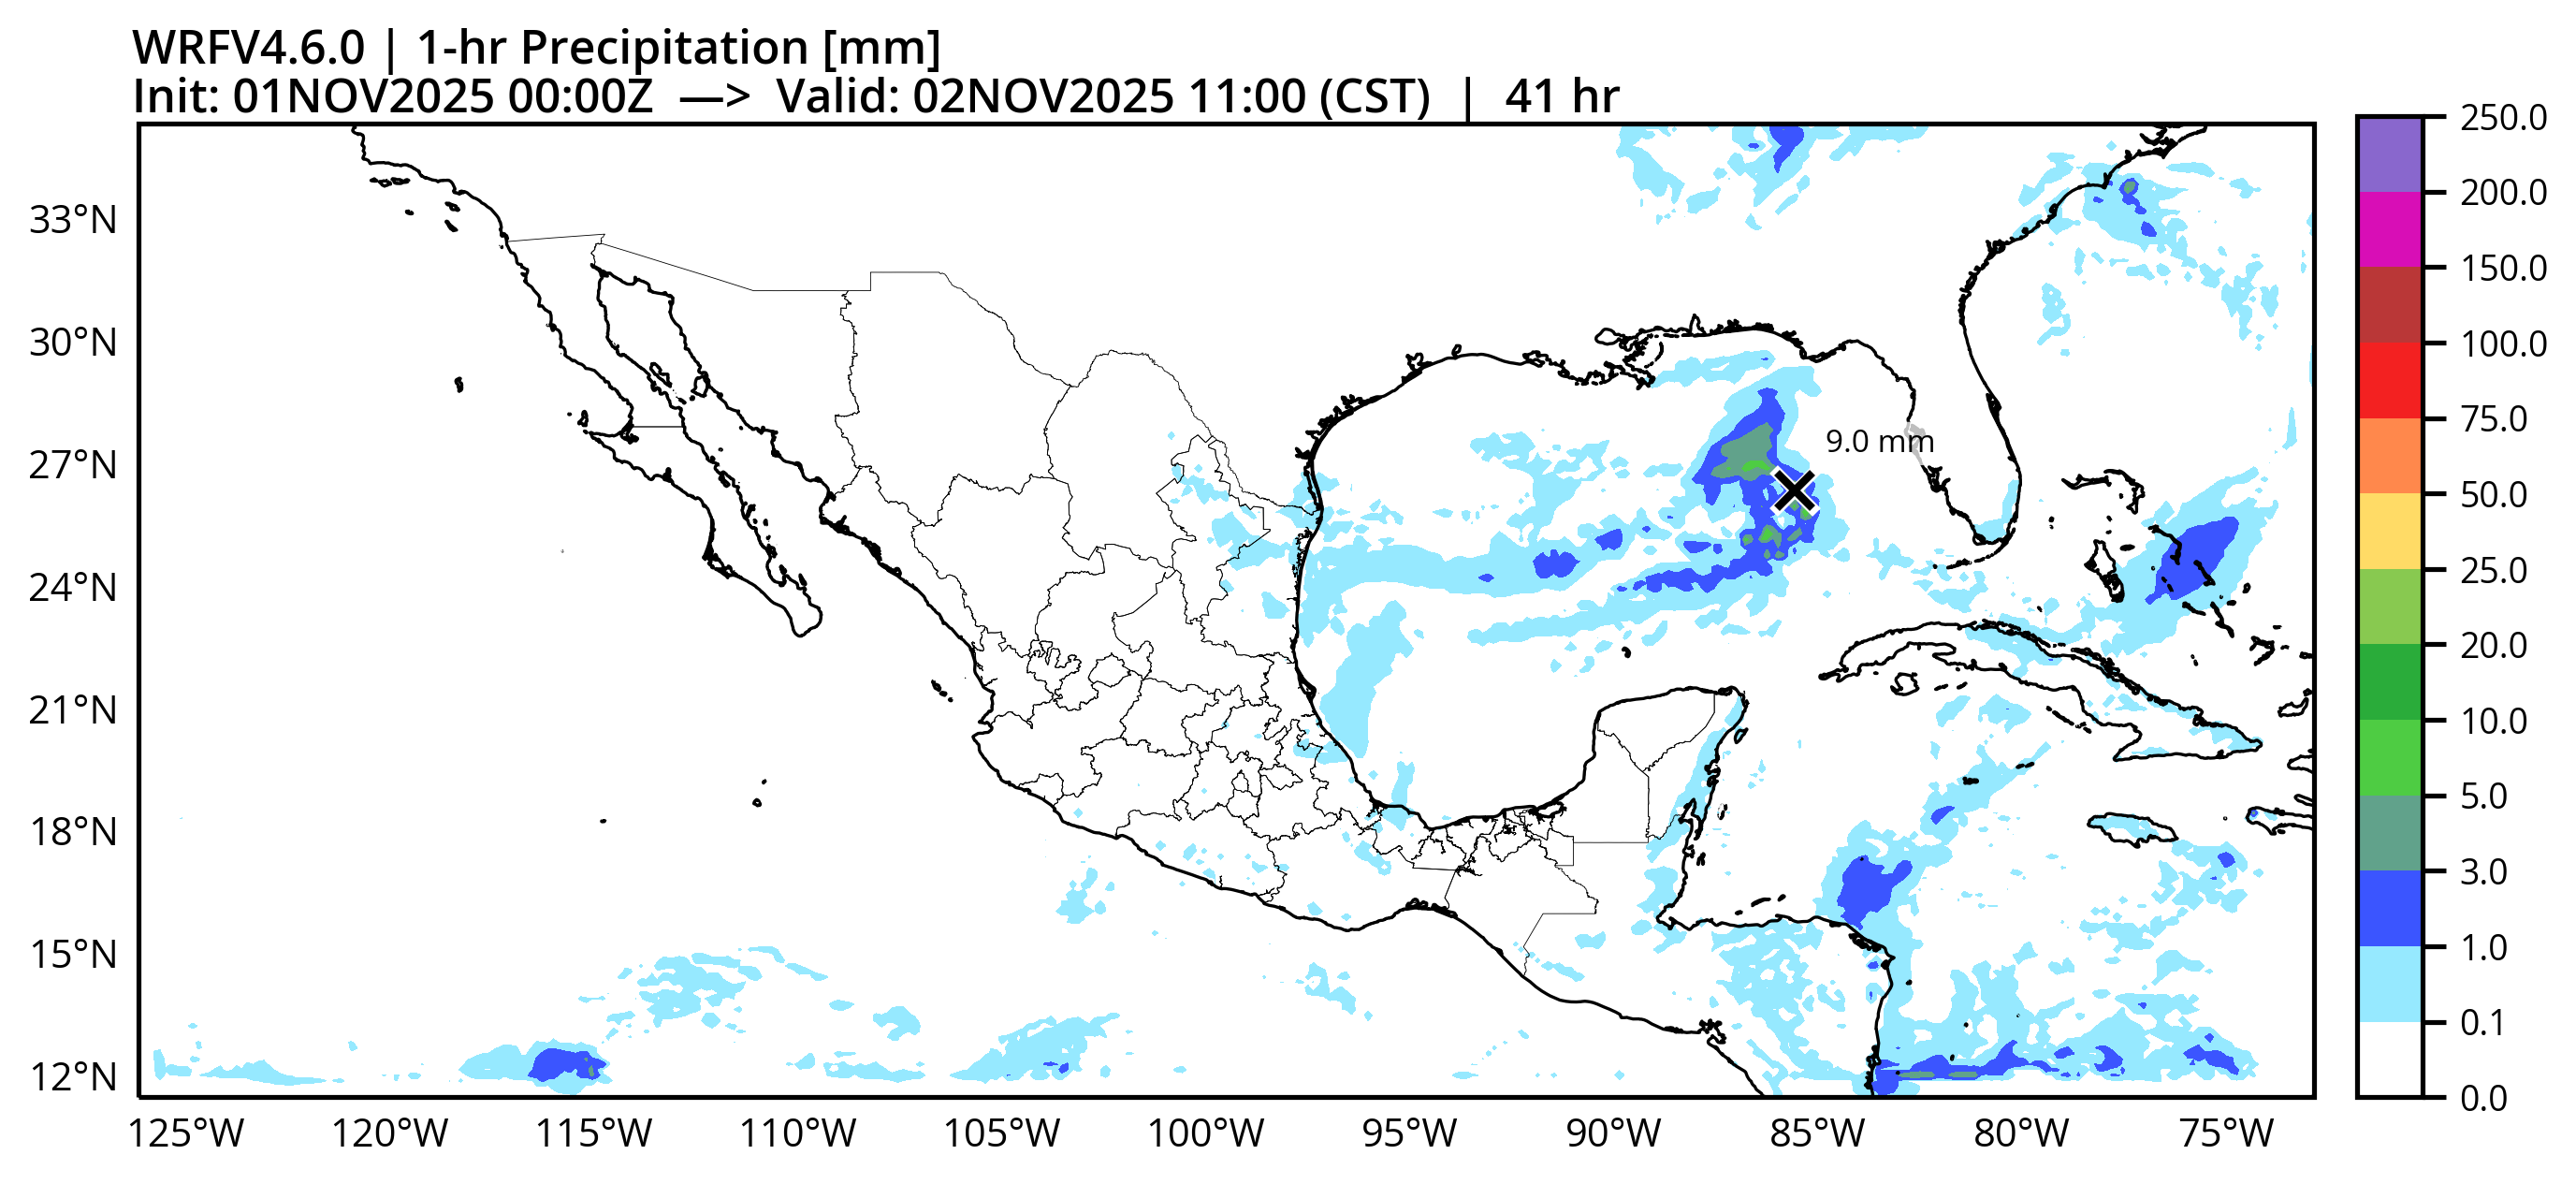 WRFV4.6.0 | 1-hr Precipitation [mm]
Init: 01NOV2025 00:00Z —> Valid: 02NOV2025 11:00 (CST) | 41 hr
33°N
30°N
27°N
24°N
21°N
18°N
15°N
12°N
9.0 mm
125°W
120°W
115°W
110°W
105°W
100°W
95°W
90°W
85°W
80°W
75°W
250.0
200.0
150.0
100.0
75.0
50.0
25.0
20.0
10.0
5.0
3.0
1.0
0.1
0.0